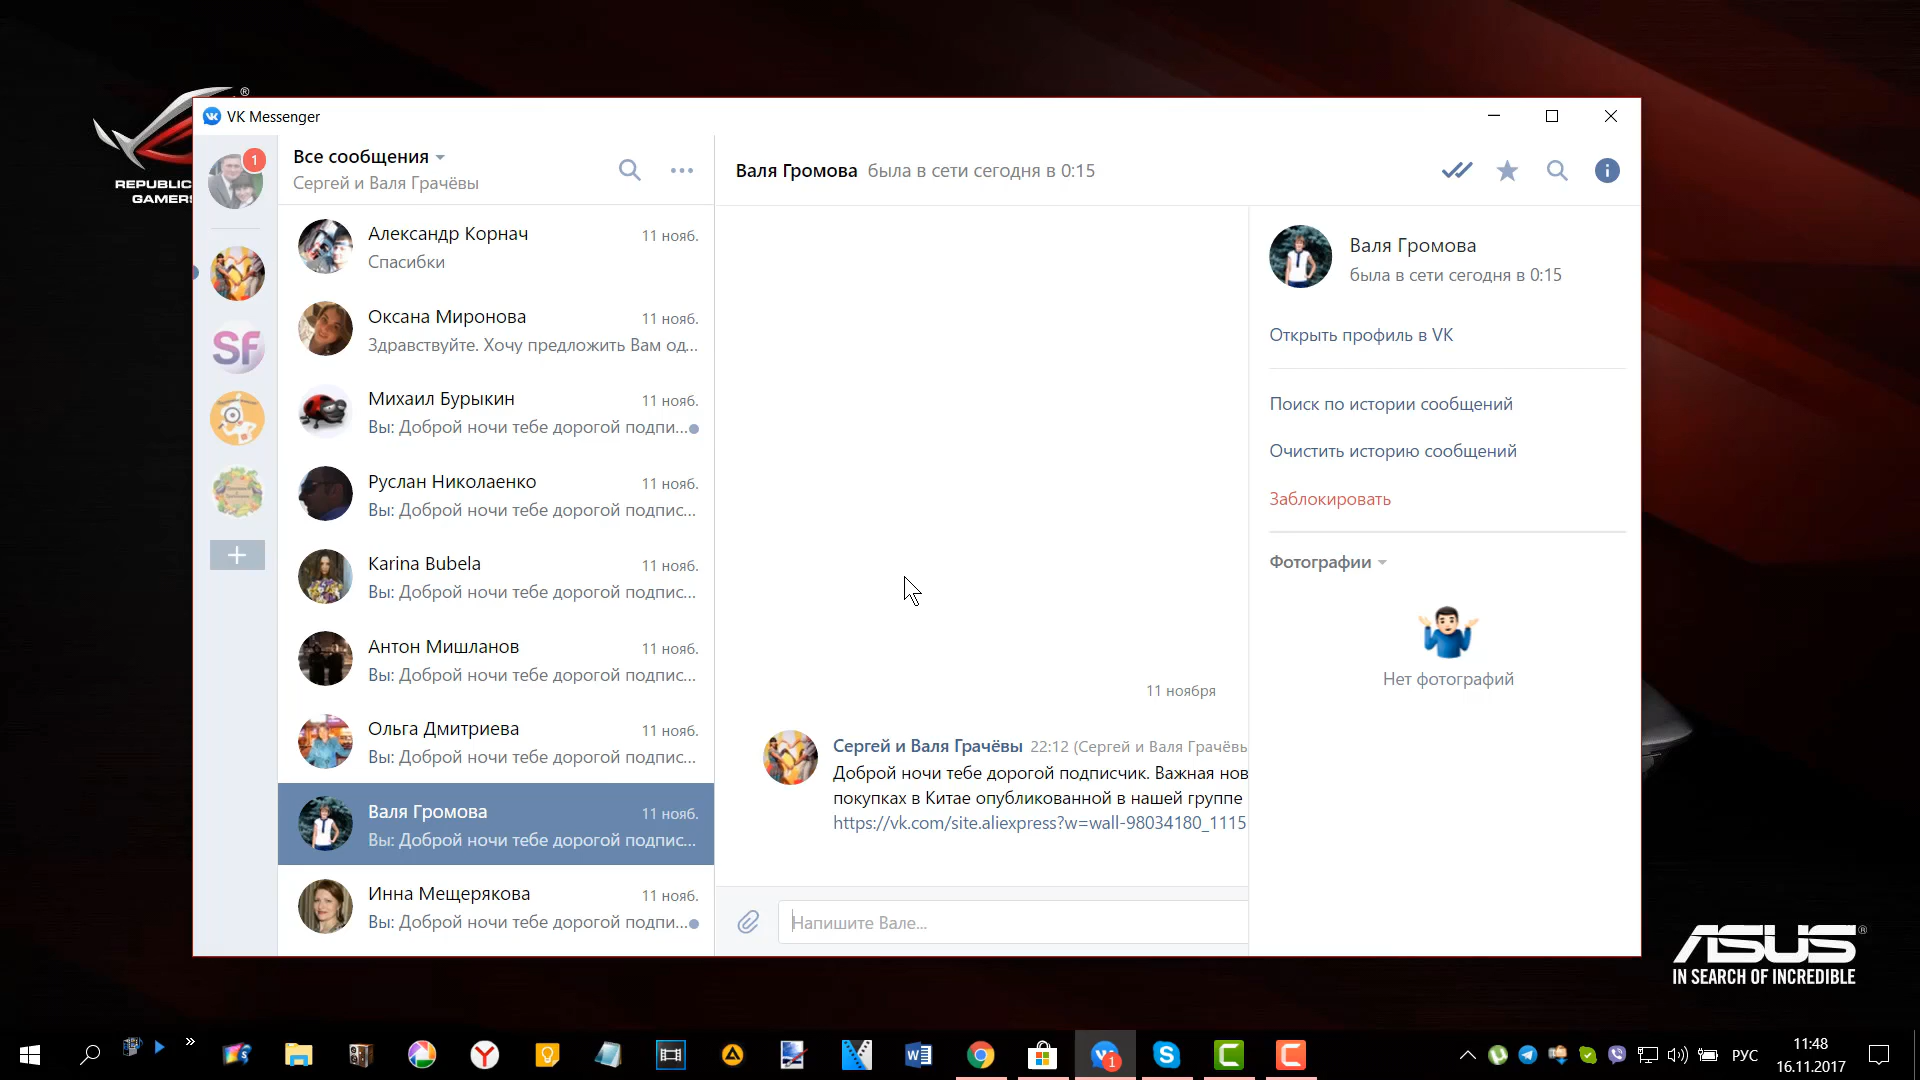 REPUBLIC
GAMERS
VK Messenger
1
Все сообщения
Сергей и Валя Грачёвы
Валя Громова была в сети сегодня в 0:15
SF
Александр Корнач 11 нояб.
Спасибки
Оксана Миронова 11 нояб.
Здравствуйте. Хочу предложить Вам од...
Михаил Бурыкин 11 нояб.
Вы: Доброй ночи тебе дорогой подпи...
Руслан Николаенко 11 нояб.
Вы: Доброй ночи тебе дорогой подпис...
Karina Bubela 11 нояб.
Вы: Доброй ночи тебе дорогой подпис...
Антон Мишланов 11 нояб.
Вы: Доброй ночи тебе дорогой подпис...
Ольга Дмитриева 11 нояб.
Вы: Доброй ночи тебе дорогой подпис...
Валя Громова 11 нояб.
Вы: Доброй ночи тебе дорогой подпис...
Инна Мещерякова 11 нояб.
Вы: Доброй ночи тебе дорогой подпи...
11 ноября
Сергей и Валя Грачёвы 22:12 (Сергей и Валя Грачёвы
Доброй ночи тебе дорогой подписчик. Важная нов
покупках в Китае опубликованной в нашей группе
https://vk.com/site.aliexpress?w=wall-98034180_1115
Напишите Вале...
Валя Громова
была в сети сегодня в 0:15
Открыть профиль в VK
Поиск по истории сообщений
Очистить историю сообщений
Заблокировать
Фотографии
Нет фотографий
ASUS
IN SEARCH OF INCREDIBLE
1
РУС
11:48
16.11.2017